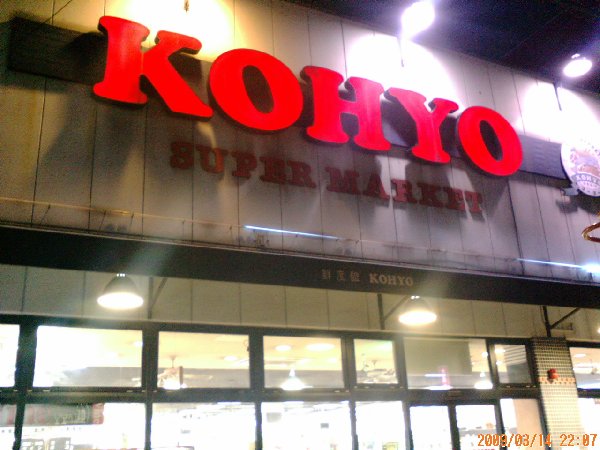 KOHYO
SUPER MARKET
鮮度館 KOHYO
2009/03/14 22:07